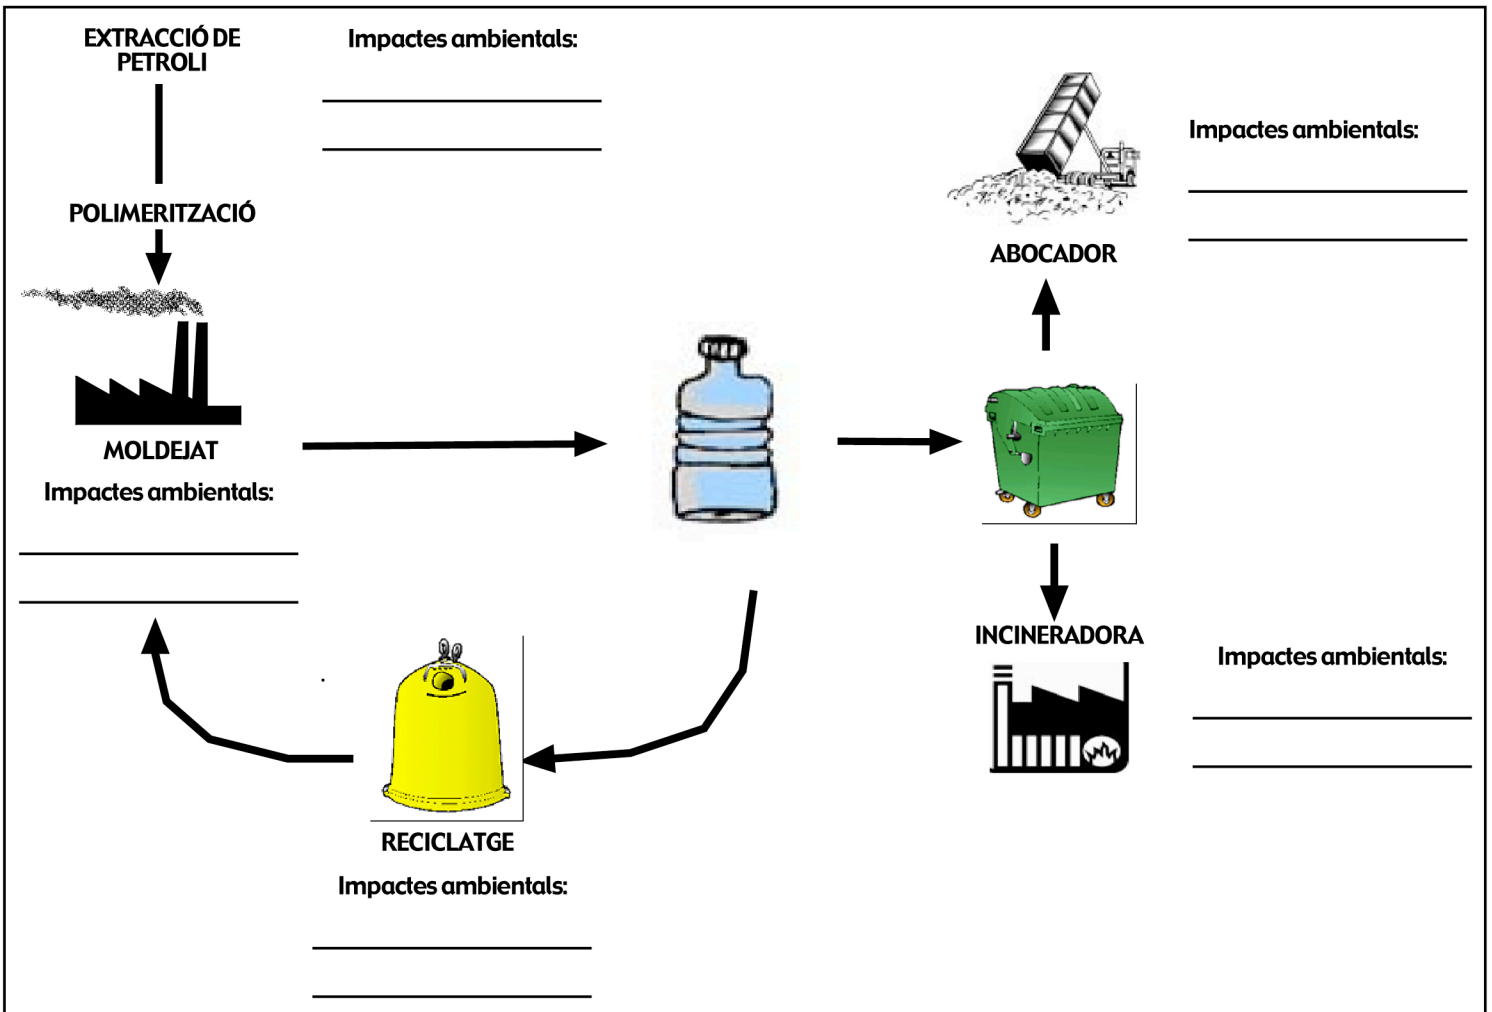 EXTRACCIÓ DE
PETROLI
Impactes ambientals:
POLIMERITZACIÓ
MOLDEJAT
Impactes ambientals:
RECICLATGE
Impactes ambientals:
Impactes ambientals:
ABOCADOR
INCINERADORA
Impactes ambientals: